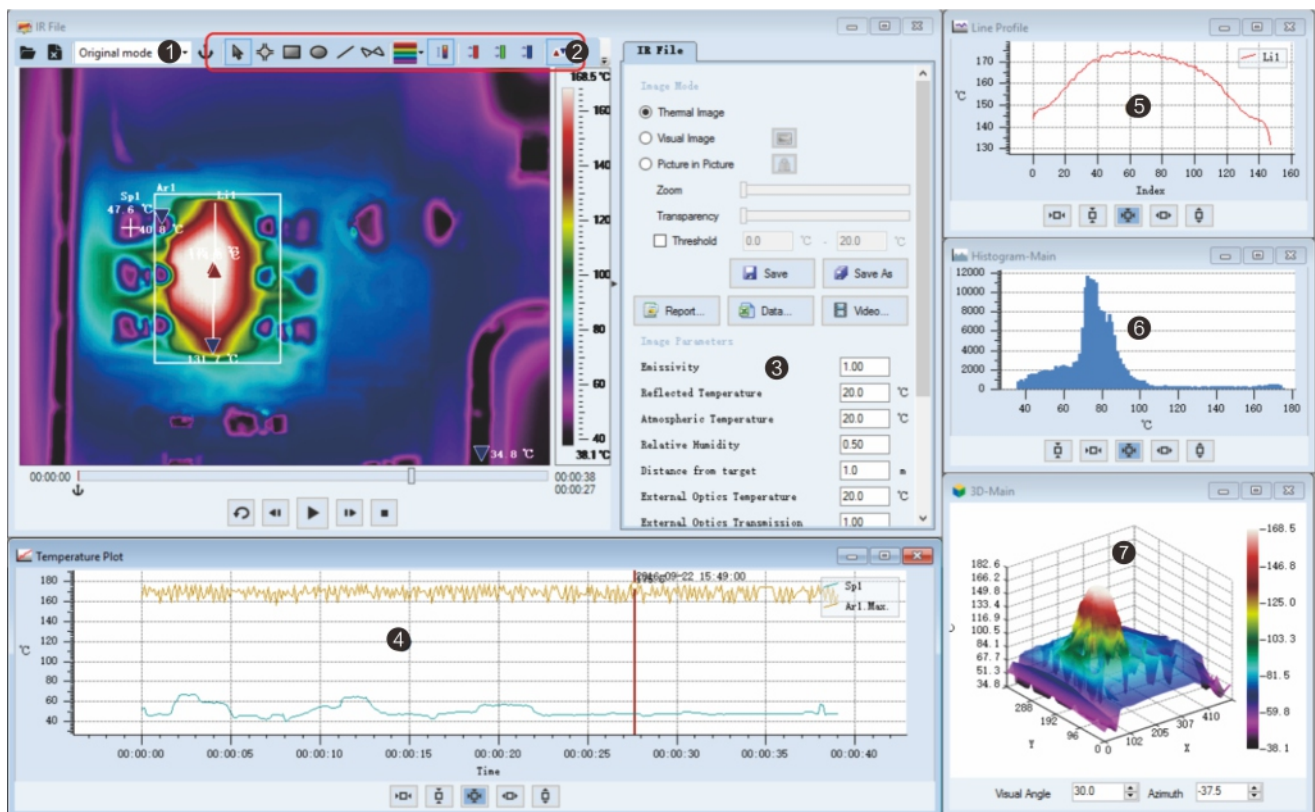 IR File
Original mode
1
2
168.5 ℃
160
140
120
100
80
60
40
38.1 ℃
Sp1
47.6 ℃
Ar1
Li1
40.8 ℃
131.7 ℃
34.8 ℃
00:00:00
00:00:38
00:00:27
IR File
Image Mode
Thermal Image
Visual Image
Picture in Picture
Zoom
Transparency
Threshold 0.0 ℃ - 20.0 ℃
Save Save As
Report... Data... Video...
Image Parameters
3
Emissivity 1.00
Reflected Temperature 20.0 ℃
Atmospheric Temperature 20.0 ℃
Relative Humidity 0.50
Distance from target 1.0 m
External Optics Temperature 20.0 ℃
External Optics Transmission 1.00
Temperature Plot
2016-09-22 15:49:00
Sp1
Ar1.Max.
180
160
140
120
100
80
60
40
℃
4
00:00:00 00:00:05 00:00:10 00:00:15 00:00:20 00:00:25 00:00:30 00:00:35 00:00:40
Time
Line Profile
Li1
170
160
150
140
130
℃
5
0 20 40 60 80 100 120 140 160
Index
Histogram-Main
12000
10000
8000
6000
4000
2000
0
6
40 60 80 100 120 140 160 180
℃
3D-Main
7
182.6
166.2
149.8
133.4
116.9
100.5
84.1
67.7
51.3
34.8
288
192
96
0
Y
0
102
205
307
410
X
168.5
146.8
125.0
103.3
81.5
59.8
38.1
Visual Angle 30.0 Azimuth -37.5